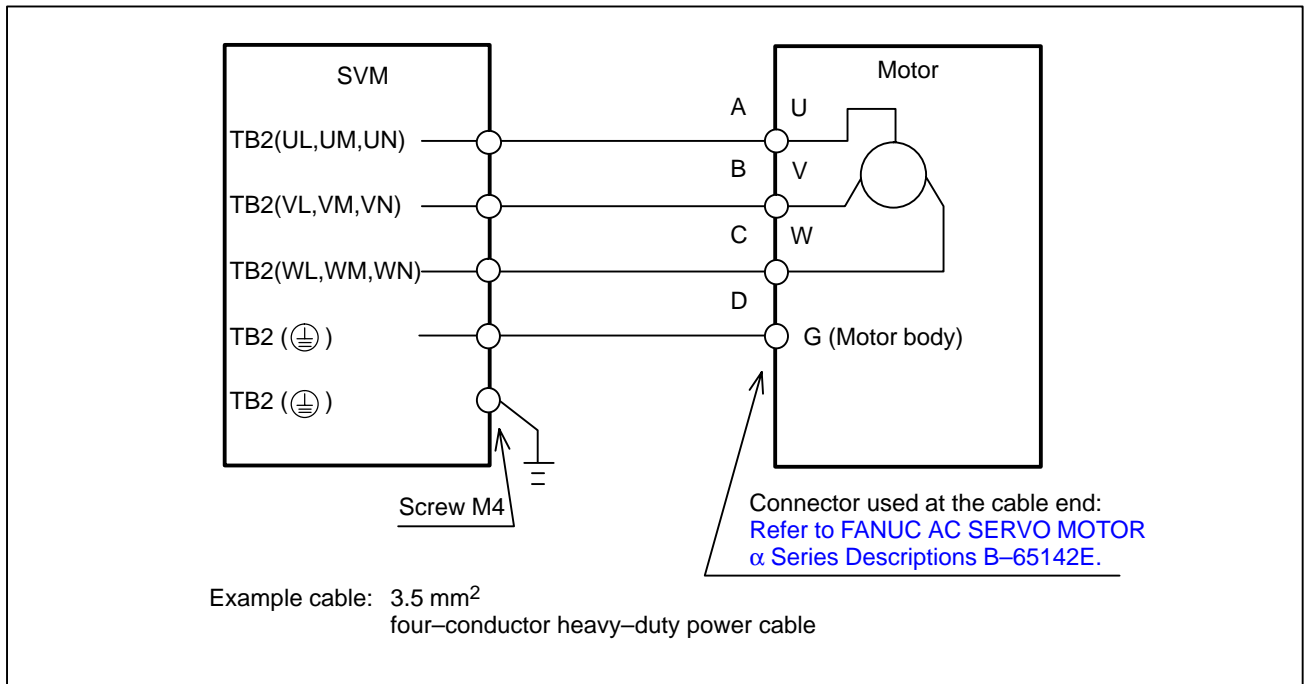 SVM
Motor
A
U
TB2(UL,UM,UN)
B
V
TB2(VL,VM,VN)
C
W
TB2(WL,WM,WN)
D
TB2 ( )
G (Motor body)
TB2 ( )
Screw M4
Connector used at the cable end:
Refer to FANUC AC SERVO MOTOR
α Series Descriptions B–65142E.
Example cable: 3.5 mm2
four–conductor heavy–duty power cable